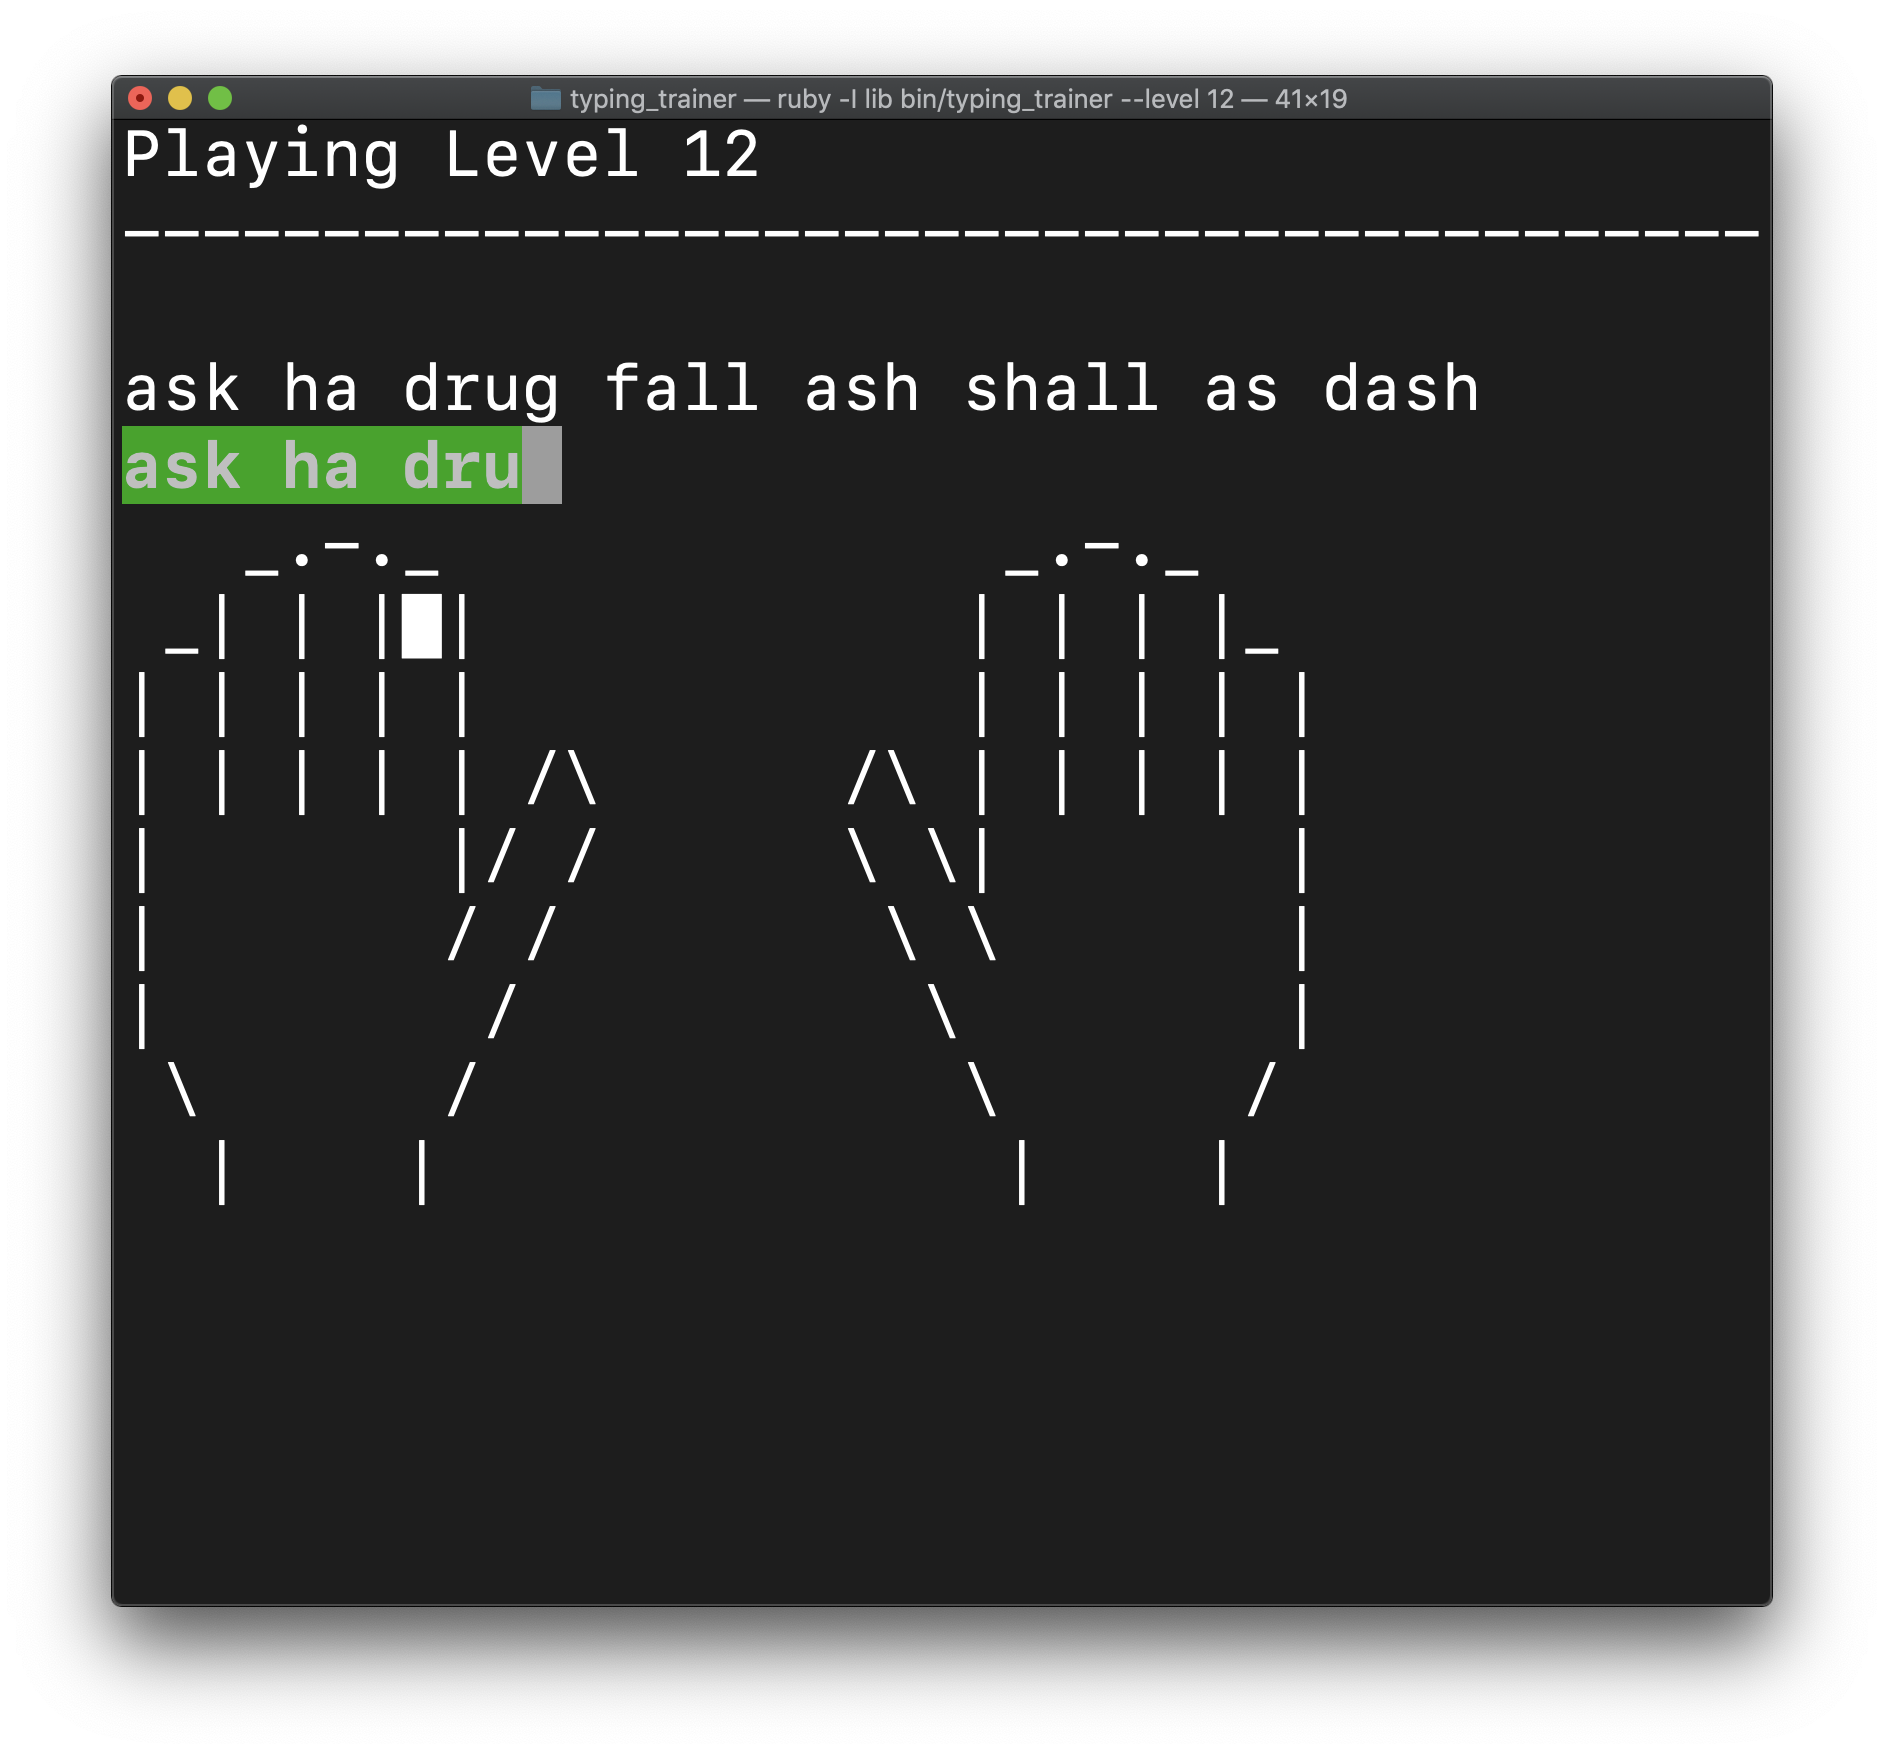 typing_trainer — ruby -I lib bin/typing_trainer --level 12 — 41×19
Playing Level 12
ask ha drug fall ash shall as dash
ask ha dru